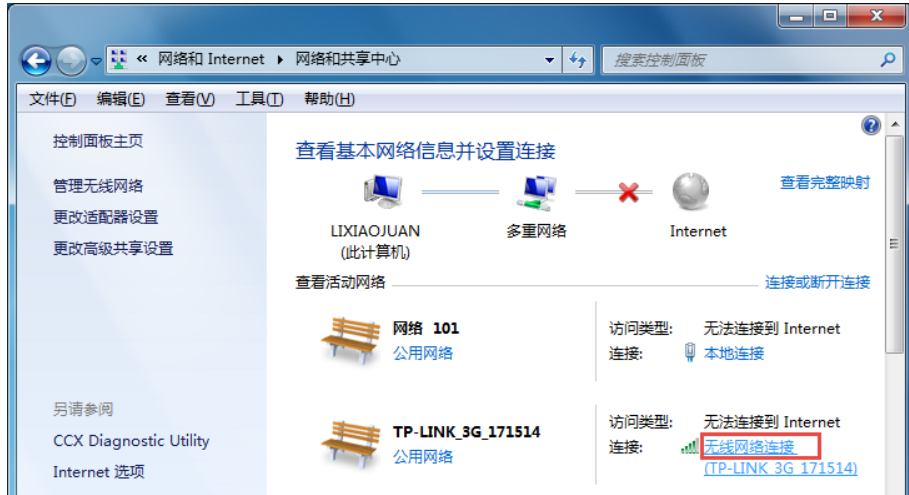 « 网络和 Internet ▸ 网络和共享中心
搜索控制面板
文件(F) 编辑(E) 查看(V) 工具(T) 帮助(H)
控制面板主页
管理无线网络
更改适配器设置
更改高级共享设置
另请参阅
CCX Diagnostic Utility
Internet 选项
查看基本网络信息并设置连接
查看完整映射
LIXIAOJUAN
(此计算机)
多重网络
Internet
查看活动网络
连接或断开连接
网络 101
公用网络
访问类型: 无法连接到 Internet
连接: 本地连接
TP-LINK_3G_171514
公用网络
访问类型: 无法连接到 Internet
连接: 无线网络连接
(TP-LINK_3G_171514)